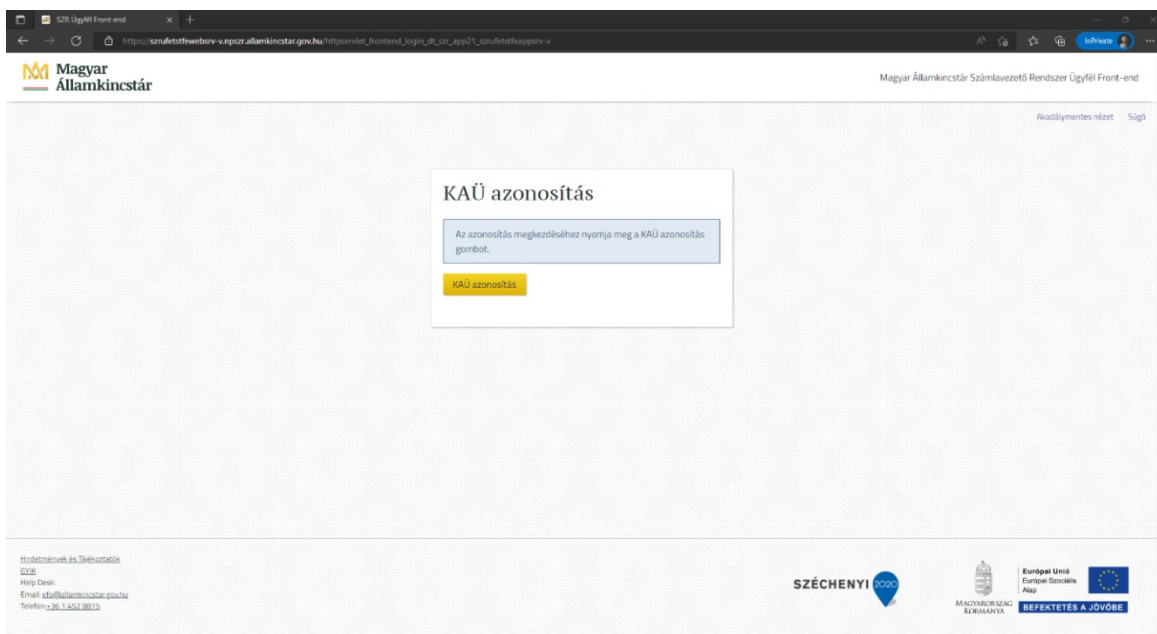 SZR Ügyfél Front-end
https://szrufetstfewebsrv-v.npszr.allamkincstar.gov.hu/httpservlet_frontend_login_dt_szr_app21_szrufetstfeappsrv-v
InPrivate
Magyar
Államkincstár
Magyar Államkincstár Számlavezető Rendszer Ügyfél Front-end
Akadálymentes nézet Súgó
KAÜ azonosítás
Az azonosítás megkezdéséhez nyomja meg a KAÜ azonosítás
gombot.
KAÜ azonosítás
Hirdetmények és Tájékoztatók
GYIK
Help Desk:
Email: efo@allamkincstar.gov.hu
Telefon: +36 1 452 8815
SZÉCHENYI 2020
MAGYARORSZÁG
KORMÁNYA
Európai Unió
Európai Szociális
Alap
BEFEKTETÉS A JÖVŐBE